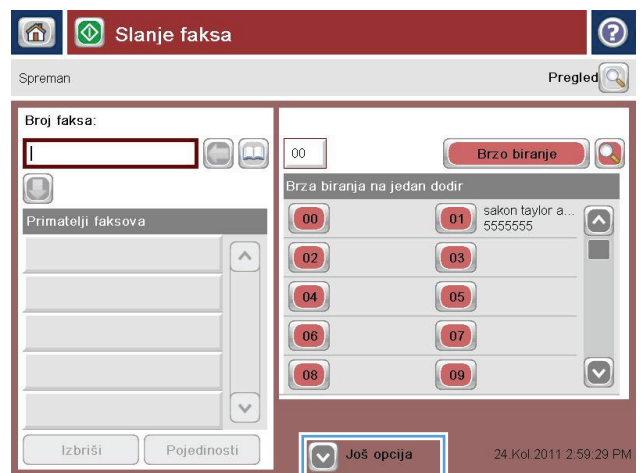 Slanje faksa
Spreman
Pregled
Broj faksa:
Primatelji faksova
Izbriši
Pojedinosti
00
Brzo biranje
Brza biranja na jedan dodir
00
01
sakon taylor a...
5555555
02
03
04
05
06
07
08
09
Još opcija
24.Kol.2011 2:59:29 PM